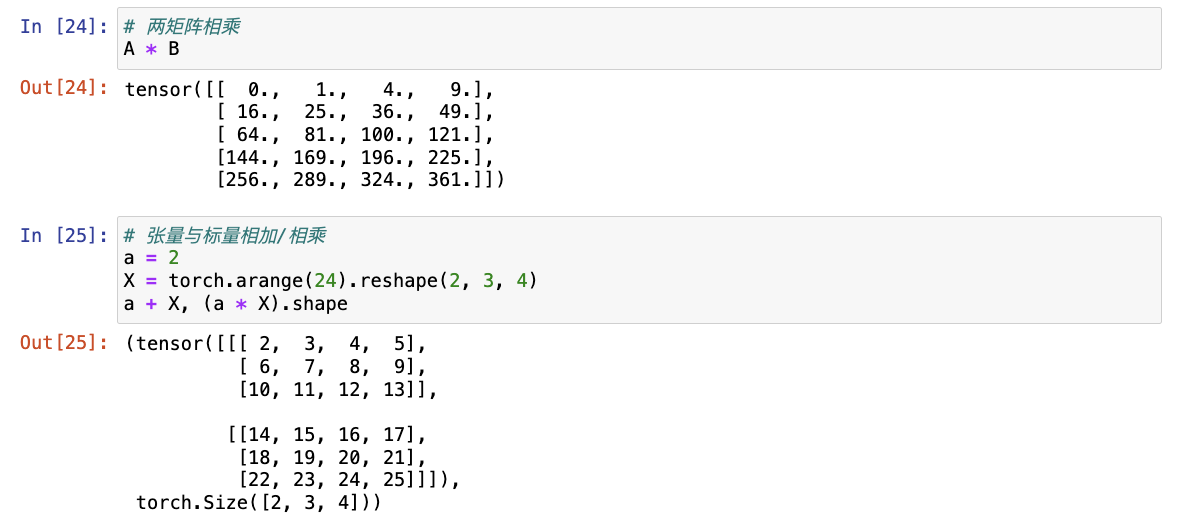 In [24]: # 两矩阵相乘
A * B
Out[24]: tensor([[  0.,   1.,   4.,   9.],
        [ 16.,  25.,  36.,  49.],
        [ 64.,  81., 100., 121.],
        [144., 169., 196., 225.],
        [256., 289., 324., 361.]])
In [25]: # 张量与标量相加/相乘
a = 2
X = torch.arange(24).reshape(2, 3, 4)
a + X, (a * X).shape
Out[25]: (tensor([[[ 2,  3,  4,  5],
          [ 6,  7,  8,  9],
          [10, 11, 12, 13]],
         [[14, 15, 16, 17],
          [18, 19, 20, 21],
          [22, 23, 24, 25]]]),
 torch.Size([2, 3, 4]))